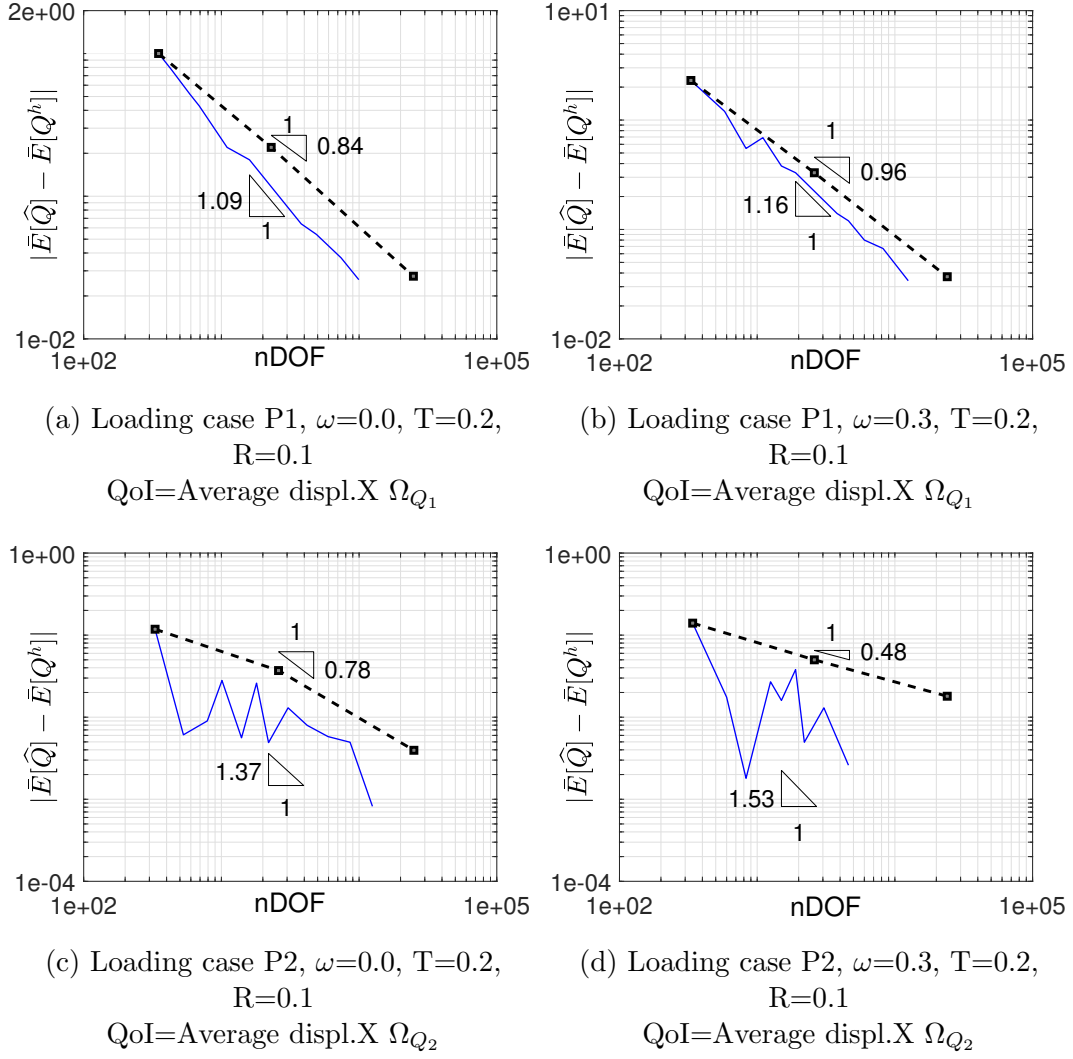 2e+00
|Ē[Q̂] − Ē[Qʰ]|
1
0.84
1.09
1
1e-02
1e+02
nDOF
1e+05
(a) Loading case P1, ω=0.0, T=0.2,
R=0.1
QoI=Average displ.X Ω_{Q_1}
1e+01
|Ē[Q̂] − Ē[Qʰ]|
1
0.96
1.16
1
1e-02
1e+02
nDOF
1e+05
(b) Loading case P1, ω=0.3, T=0.2,
R=0.1
QoI=Average displ.X Ω_{Q_1}
1e+00
|Ē[Q̂] − Ē[Qʰ]|
1
0.78
1.37
1
1e-04
1e+02
nDOF
1e+05
(c) Loading case P2, ω=0.0, T=0.2,
R=0.1
QoI=Average displ.X Ω_{Q_2}
1e+00
|Ē[Q̂] − Ē[Qʰ]|
1
0.48
1.53
1
1e-04
1e+02
nDOF
1e+05
(d) Loading case P2, ω=0.3, T=0.2,
R=0.1
QoI=Average displ.X Ω_{Q_2}